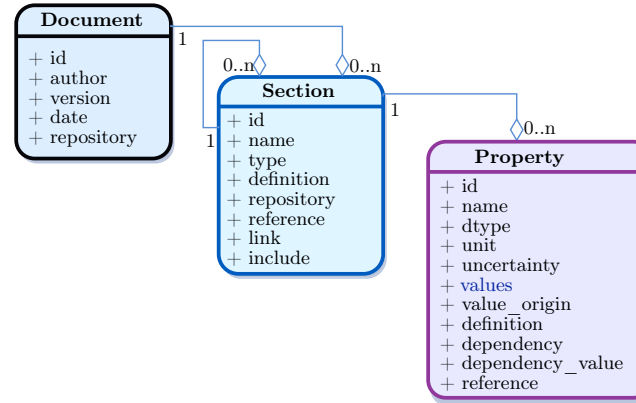 Document
+ id
+ author
+ version
+ date
+ repository
1
0..n
0..n
1
Section
+ id
+ name
+ type
+ definition
+ repository
+ reference
+ link
+ include
1
0..n
Property
+ id
+ name
+ dtype
+ unit
+ uncertainty
+ values
+ value_origin
+ definition
+ dependency
+ dependency_value
+ reference